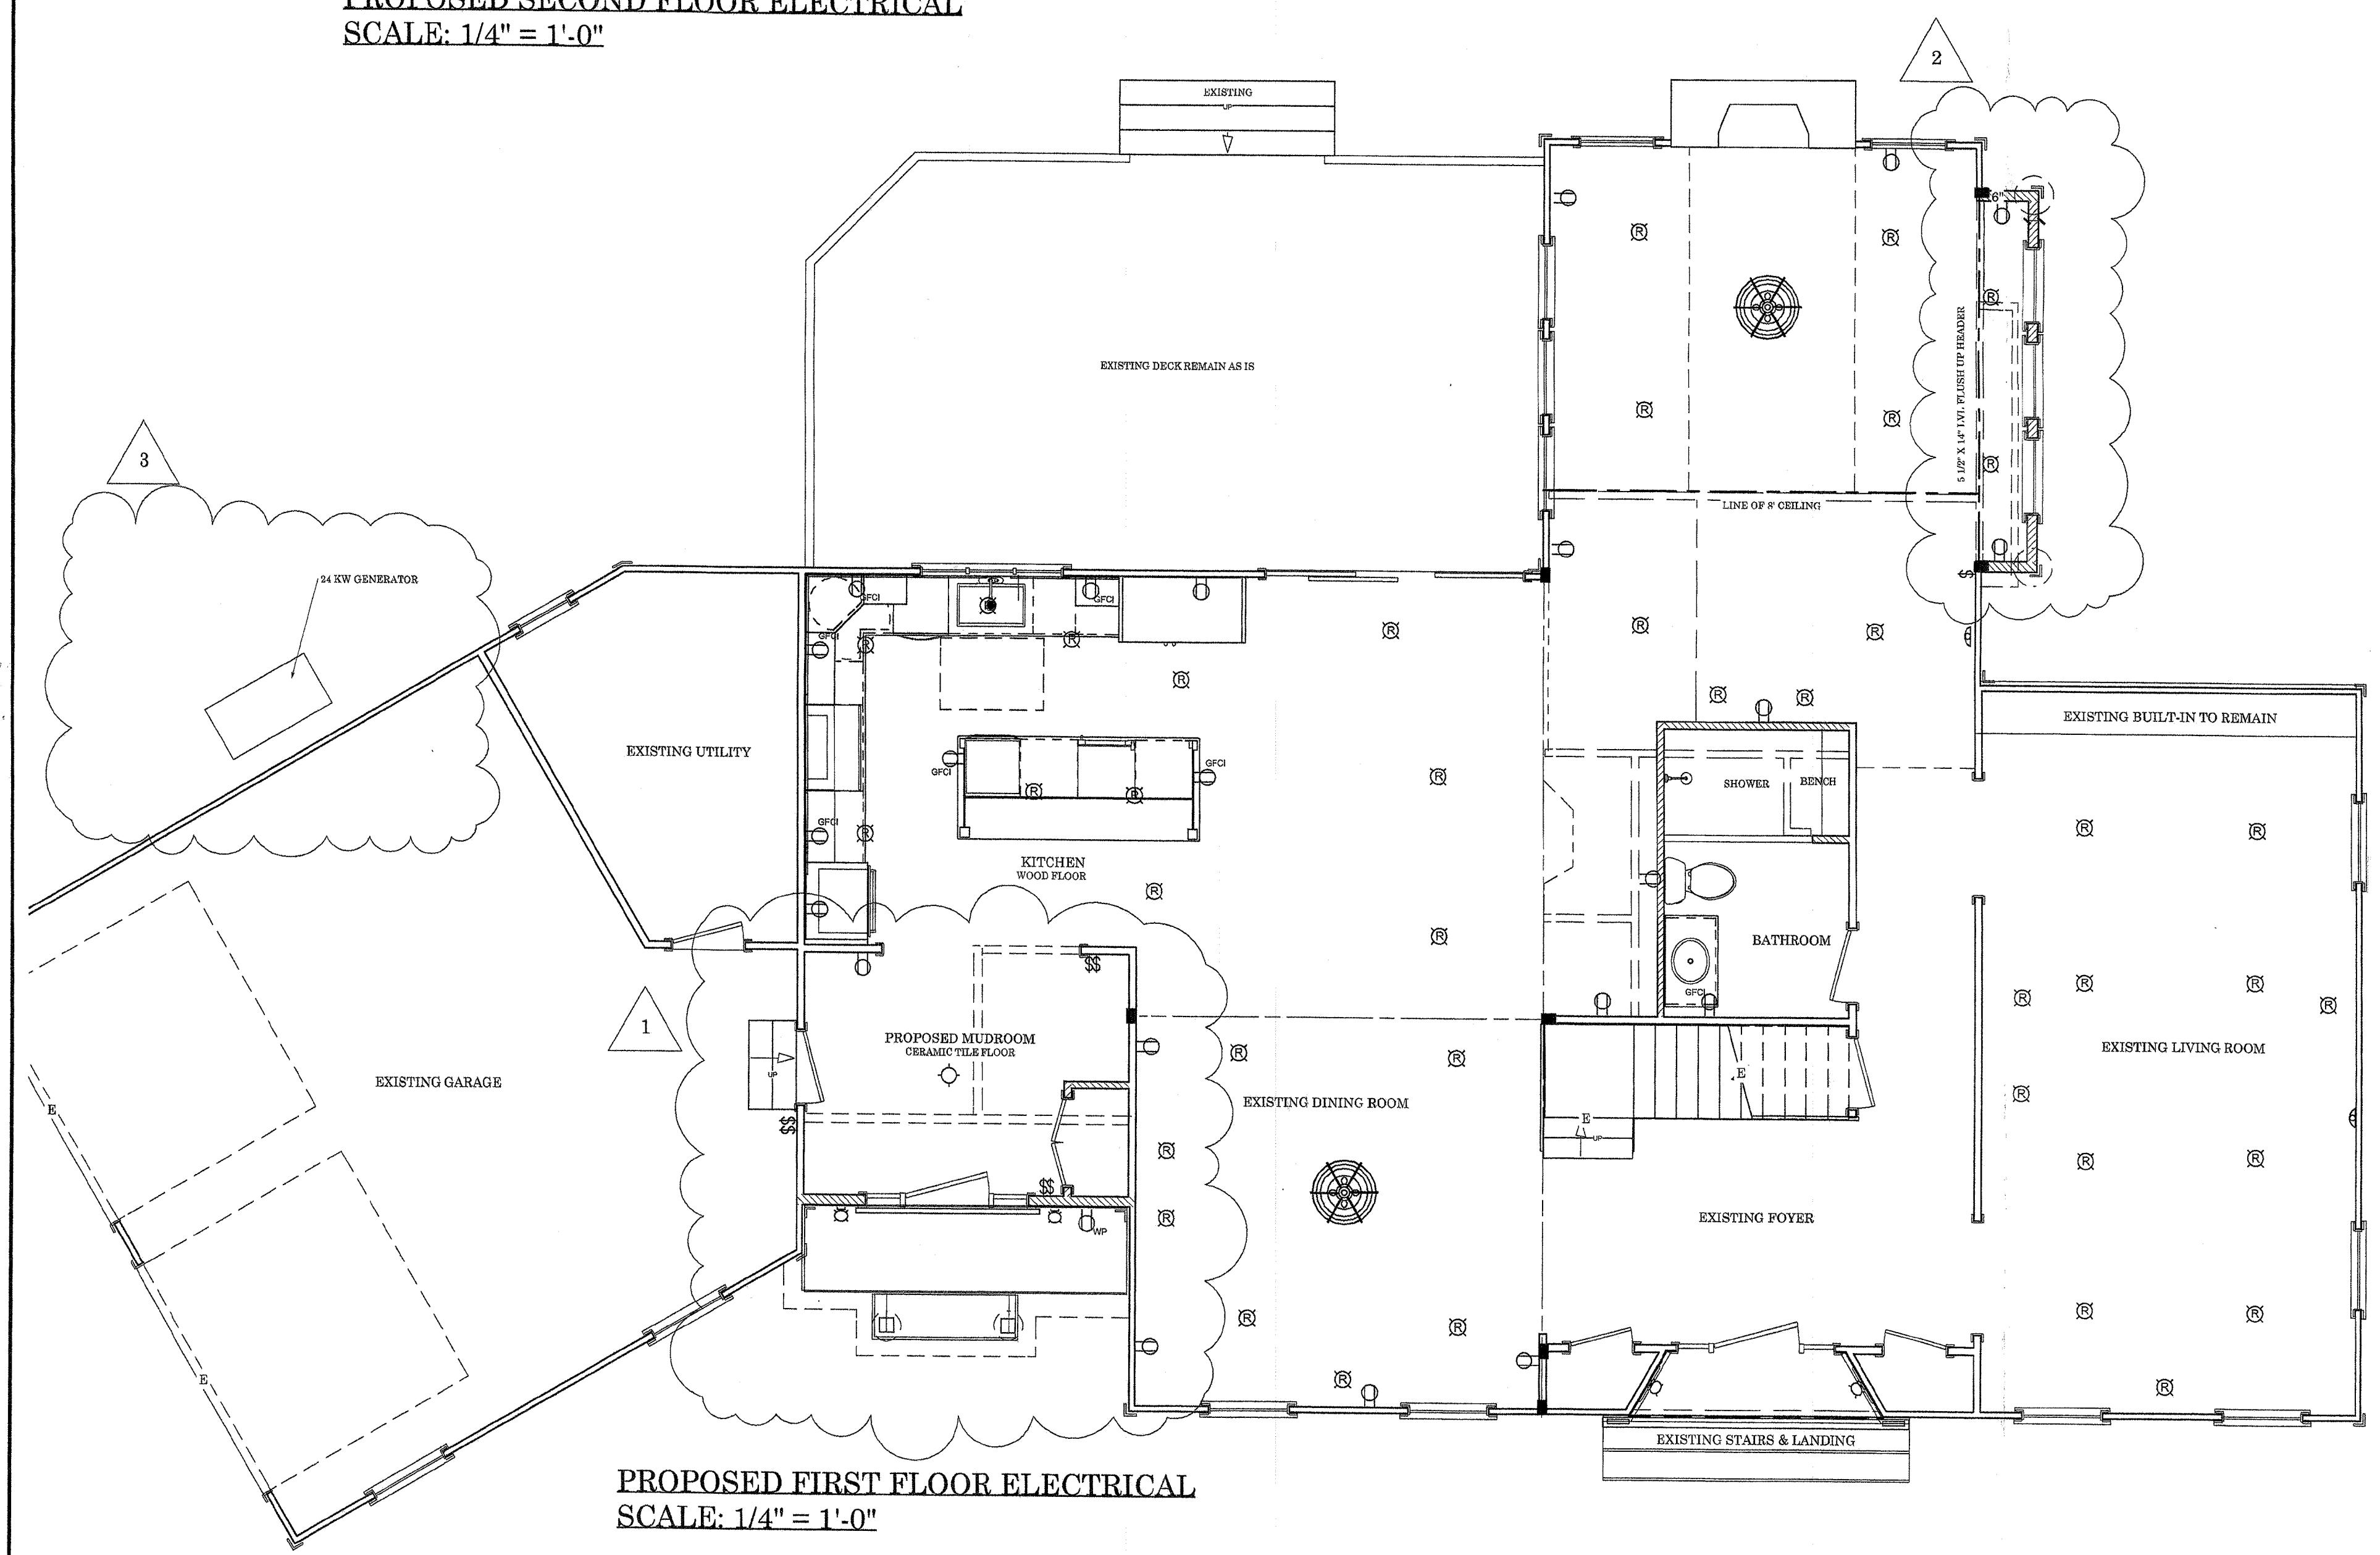 PROPOSED SECOND FLOOR ELECTRICAL
SCALE: 1/4" = 1'-0"
2
EXISTING
UP
6"
EXISTING DECK REMAIN AS IS
5 1/2" X 14" LVL FLUSH UP HEADER
R
R
R
R
R
R
LINE OF 8' CEILING
3
24 KW GENERATOR
GFCI
GFCI
GFCI
$
R
R
R
R
R
R
R
R
R
R
EXISTING UTILITY
EXISTING BUILT-IN TO REMAIN
GFCI
GFCI
R
R
R
SHOWER
BENCH
GFCI
R
R
R
KITCHEN
WOOD FLOOR
R
R
BATHROOM
$$
GFCI
R
R
R
R
1
PROPOSED MUDROOM
CERAMIC TILE FLOOR
UP
R
R
E
EXISTING LIVING ROOM
EXISTING GARAGE
E
EXISTING DINING ROOM
E
UP
R
$$
R
R
R
$$
R
EXISTING FOYER
WP
R
R
R
R
E
R
R
EXISTING STAIRS & LANDING
PROPOSED FIRST FLOOR ELECTRICAL
SCALE: 1/4" = 1'-0"